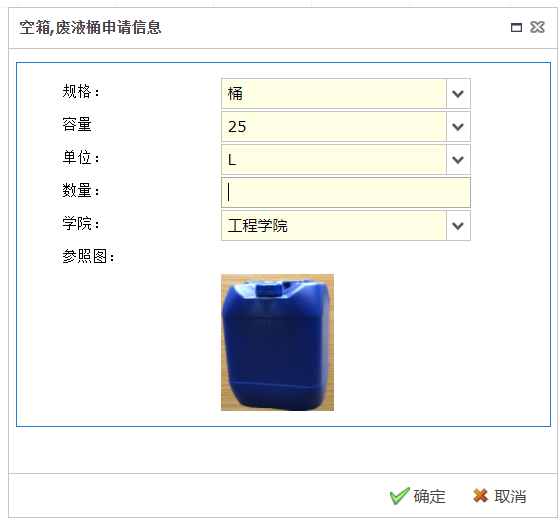 空箱,废液桶申请信息
规格： 桶
容量 25
单位： L
数量：
学院： 工程学院
参照图：
确定 取消